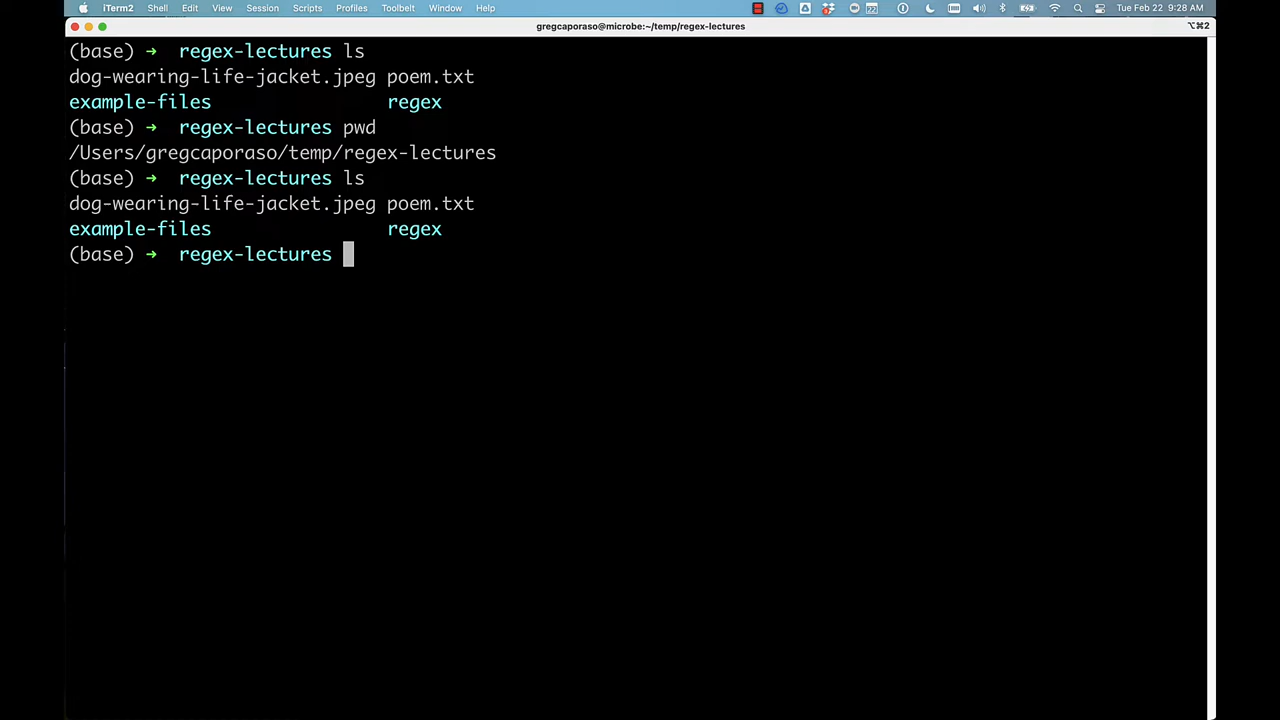 iTerm2 Shell Edit View Session Scripts Profiles Toolbelt Window Help Tue Feb 22 9:28 AM
gregcaporaso@microbe:~/temp/regex-lectures ⌥⌘2
(base) → regex-lectures ls
dog-wearing-life-jacket.jpeg poem.txt
example-files regex
(base) → regex-lectures pwd
/Users/gregcaporaso/temp/regex-lectures
(base) → regex-lectures ls
dog-wearing-life-jacket.jpeg poem.txt
example-files regex
(base) → regex-lectures